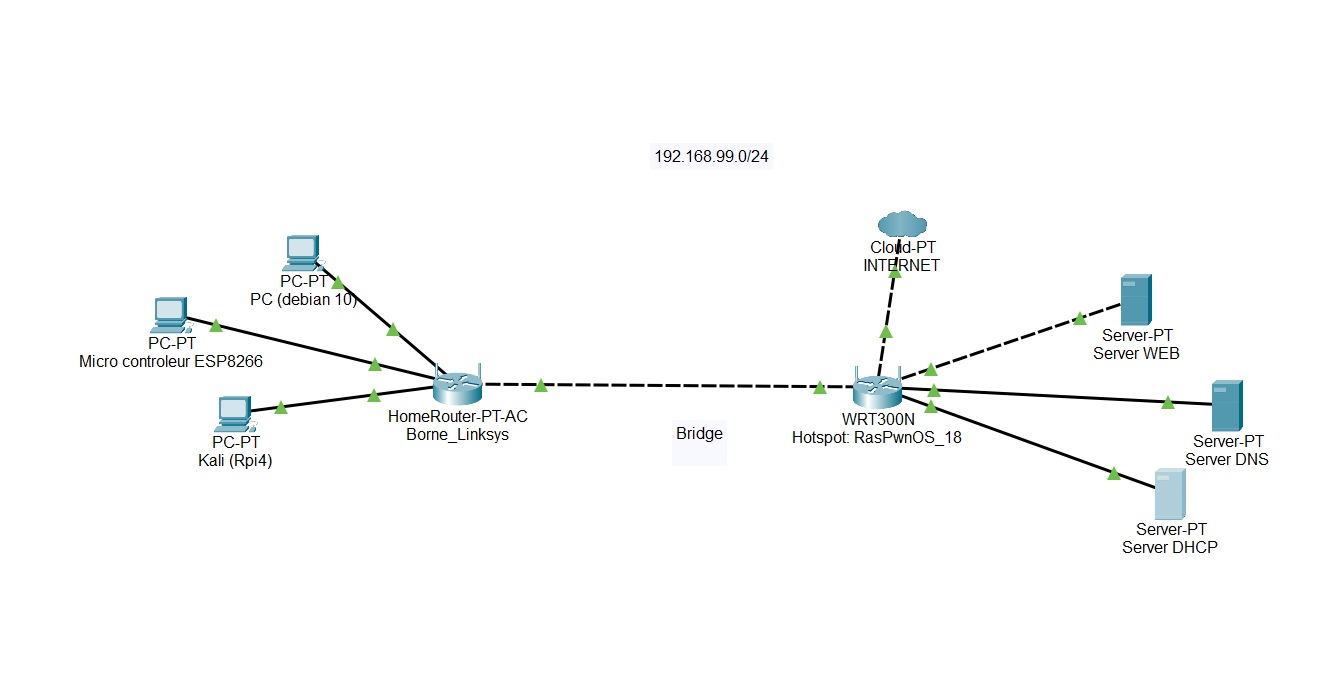 192.168.99.0/24
Cloud-PT
INTERNET
PC-PT
PC (debian 10)
PC-PT
Micro controleur ESP8266
PC-PT
Kali (Rpi4)
HomeRouter-PT-AC
Borne_Linksys
Bridge
WRT300N
Hotspot: RasPwnOS_18
Server-PT
Server WEB
Server-PT
Server DNS
Server-PT
Server DHCP